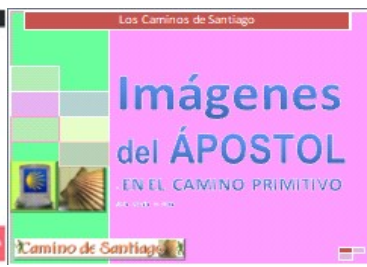 Los Caminos de Santiago
Imágenes
del ÁPOSTOL
EN EL CAMINO PRIMITIVO
Camino de Santiago